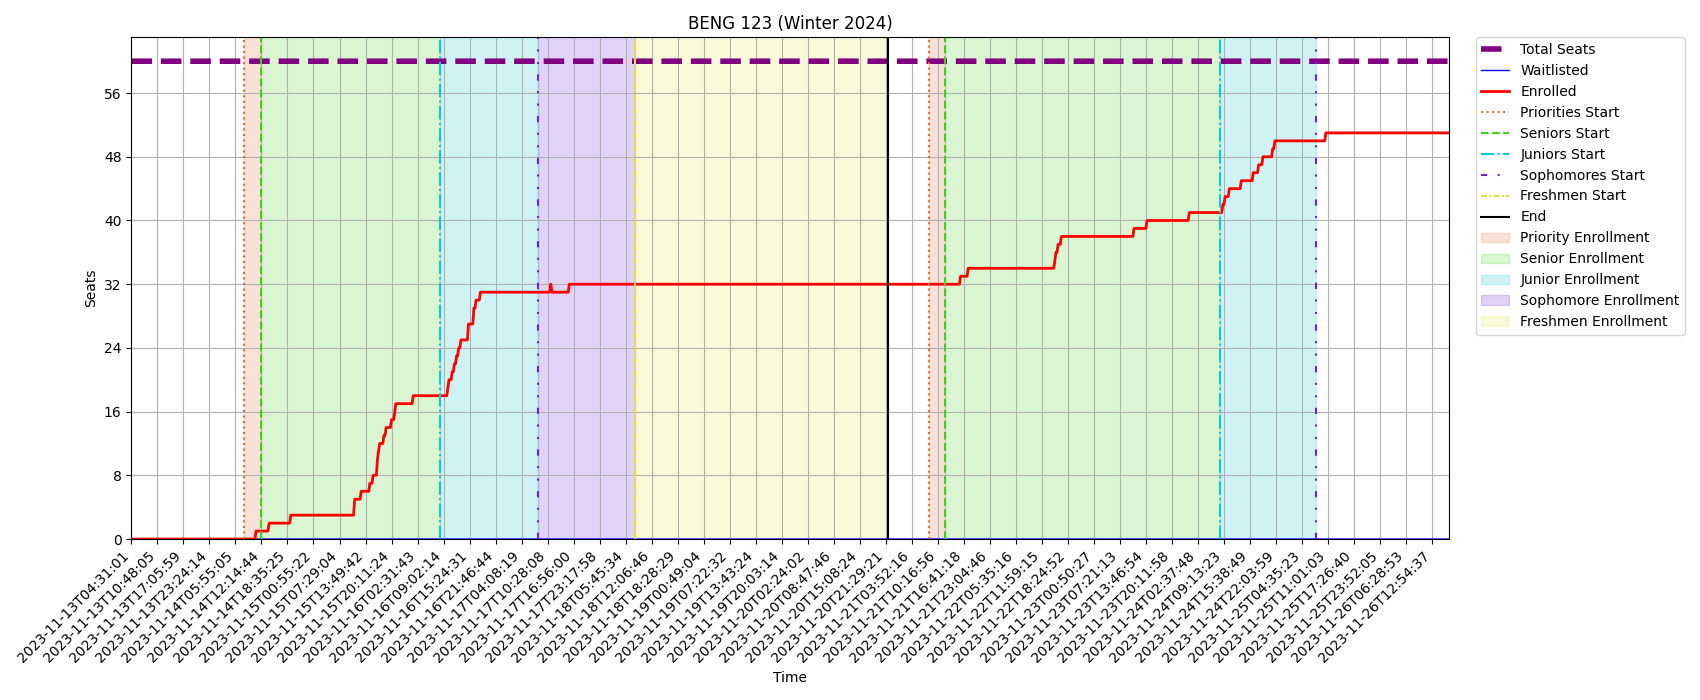 BENG 123 (Winter 2024)
Total Seats
Waitlisted
Enrolled
Priorities Start
Seniors Start
Juniors Start
Sophomores Start
Freshmen Start
End
Priority Enrollment
Senior Enrollment
Junior Enrollment
Sophomore Enrollment
Freshmen Enrollment
Seats
56
48
40
32
24
16
8
0
2023-11-13T04:31:01
2023-11-13T10:48:05
2023-11-13T17:05:59
2023-11-13T23:24:14
2023-11-14T05:55:05
2023-11-14T12:14:44
2023-11-14T18:35:25
2023-11-15T00:55:22
2023-11-15T07:29:04
2023-11-15T13:49:42
2023-11-15T20:11:24
2023-11-16T02:31:43
2023-11-16T09:02:14
2023-11-16T15:24:31
2023-11-16T21:46:44
2023-11-17T04:08:19
2023-11-17T10:28:08
2023-11-17T16:56:00
2023-11-17T23:17:58
2023-11-18T05:45:34
2023-11-18T12:06:46
2023-11-18T18:28:29
2023-11-19T00:49:04
2023-11-19T07:22:32
2023-11-19T13:43:24
2023-11-19T20:03:14
2023-11-20T02:24:02
2023-11-20T08:47:46
2023-11-20T15:08:24
2023-11-20T21:29:21
2023-11-21T03:52:16
2023-11-21T10:16:56
2023-11-21T16:41:18
2023-11-21T23:04:46
2023-11-22T05:35:16
2023-11-22T11:59:15
2023-11-22T18:24:52
2023-11-23T00:50:27
2023-11-23T07:21:13
2023-11-23T13:46:54
2023-11-23T20:11:58
2023-11-24T02:37:48
2023-11-24T09:13:23
2023-11-24T15:38:49
2023-11-24T22:03:59
2023-11-25T04:35:23
2023-11-25T11:01:03
2023-11-25T17:26:40
2023-11-25T23:52:05
2023-11-26T06:28:53
2023-11-26T12:54:37
Time